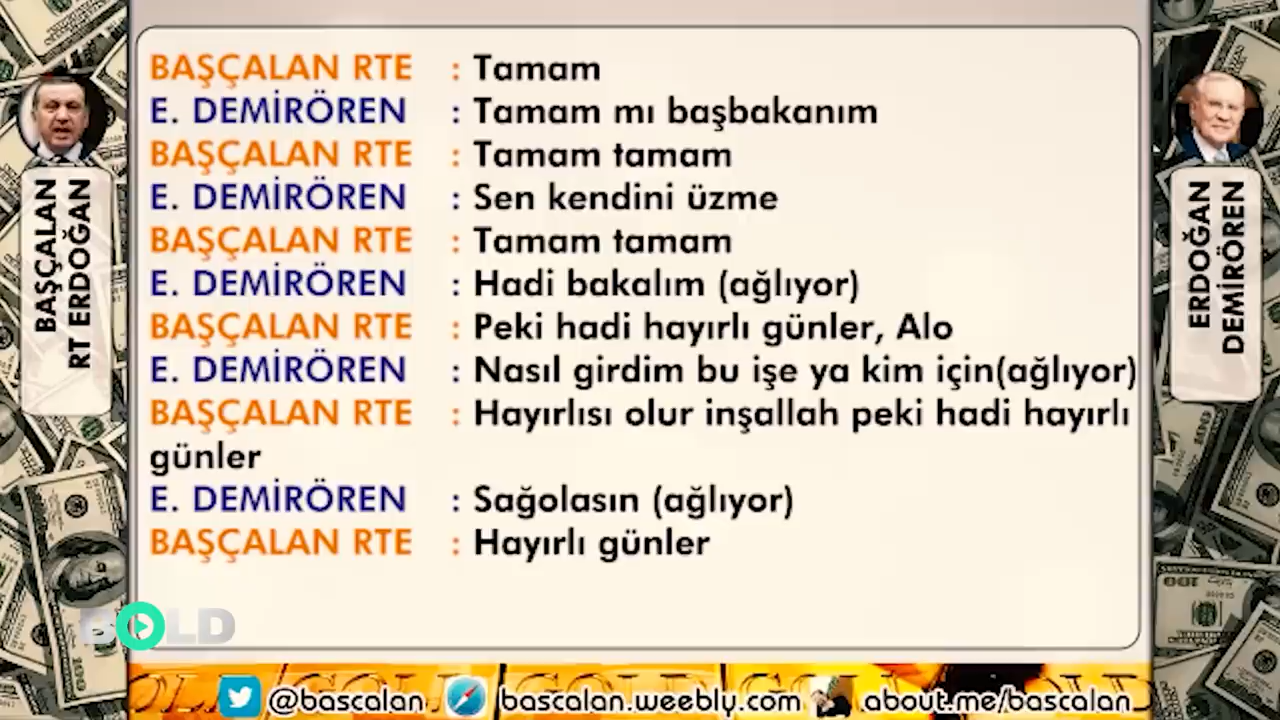 BAŞÇALAN RTE : Tamam
E. DEMİRÖREN : Tamam mı başbakanım
BAŞÇALAN RTE : Tamam tamam
E. DEMİRÖREN : Sen kendini üzme
BAŞÇALAN RTE : Tamam tamam
E. DEMİRÖREN : Hadi bakalım (ağlıyor)
BAŞÇALAN RTE : Peki hadi hayırlı günler, Alo
E. DEMİRÖREN : Nasıl girdim bu işe ya kim için(ağlıyor)
BAŞÇALAN RTE : Hayırlısı olur inşallah peki hadi hayırlı
günler
E. DEMİRÖREN : Sağolasın (ağlıyor)
BAŞÇALAN RTE : Hayırlı günler
BAŞÇALAN
RT ERDOĞAN
ERDOĞAN
DEMİRÖREN
BOLD
@bascalan bascalan.weebly.com about.me/bascalan